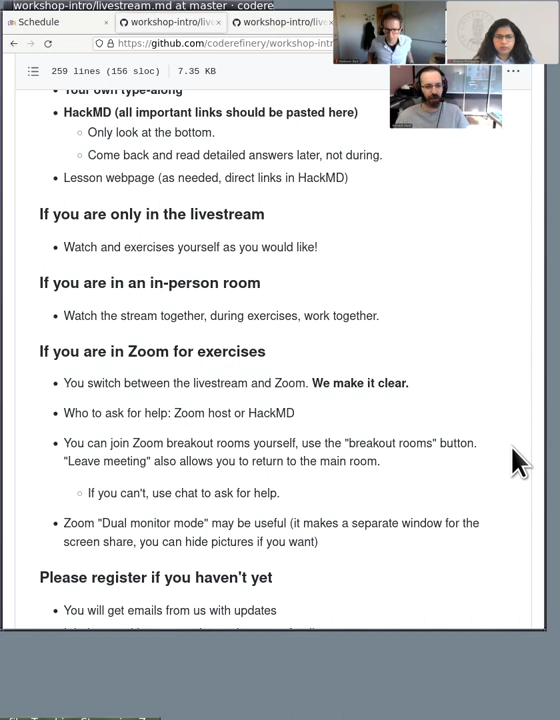 workshop-intro/livestream.md at master · codere
Schedule
workshop-intro/live
workshop-intro/live
https://github.com/coderefinery/workshop-intr
259 lines (156 sloc) 7.35 KB
Your own type-along
HackMD (all important links should be pasted here)
Only look at the bottom.
Come back and read detailed answers later, not during.
Lesson webpage (as needed, direct links in HackMD)
If you are only in the livestream
Watch and exercises yourself as you would like!
If you are in an in-person room
Watch the stream together, during exercises, work together.
If you are in Zoom for exercises
You switch between the livestream and Zoom. We make it clear.
Who to ask for help: Zoom host or HackMD
You can join Zoom breakout rooms yourself, use the "breakout rooms" button.
"Leave meeting" also allows you to return to the main room.
If you can't, use chat to ask for help.
Zoom "Dual monitor mode" may be useful (it makes a separate window for the
screen share, you can hide pictures if you want)
Please register if you haven't yet
You will get emails from us with updates